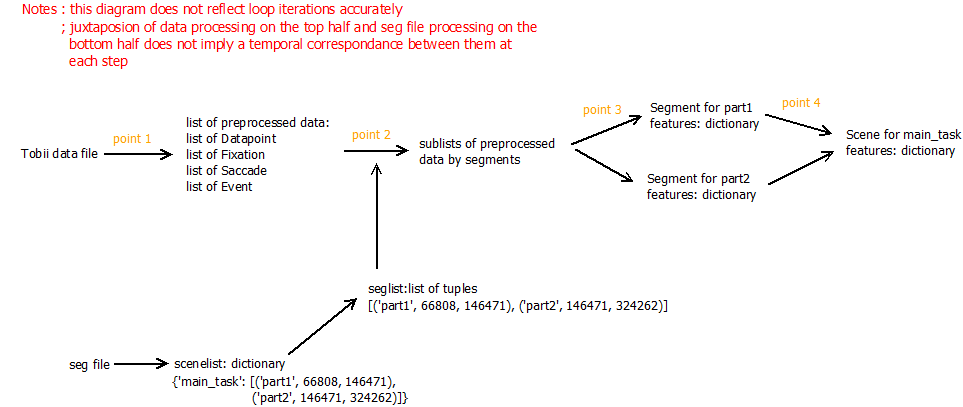 Notes : this diagram does not reflect loop iterations accurately
; juxtaposion of data processing on the top half and seg file processing on the
bottom half does not imply a temporal correspondance between them at
each step
Tobii data file
point 1
list of preprocessed data:
list of Datapoint
list of Fixation
list of Saccade
list of Event
point 2
sublists of preprocessed
data by segments
point 3
Segment for part1
features: dictionary
Segment for part2
features: dictionary
point 4
Scene for main_task
features: dictionary
seglist:list of tuples
[('part1', 66808, 146471), ('part2', 146471, 324262)]
seg file
scenelist: dictionary
{'main_task': [('part1', 66808, 146471),
('part2', 146471, 324262)]}